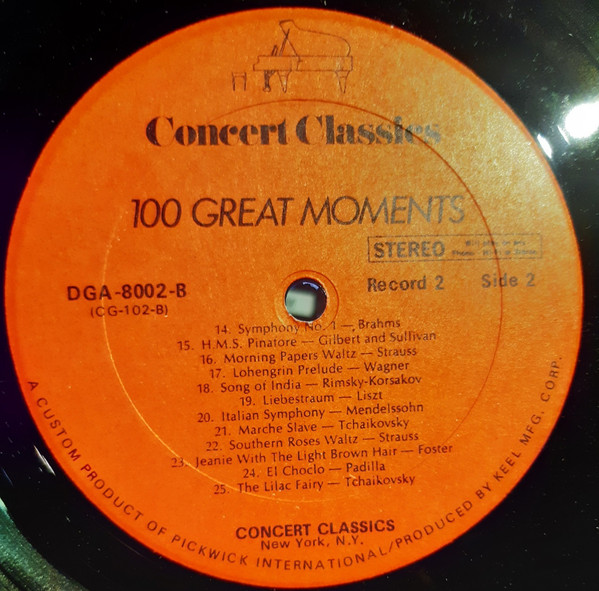 Concert Classics
100 GREAT MOMENTS
STEREO
DGA-8002-B
Record 2 Side 2
(CG-102-B)
14. Symphony No. 1 — Brahms
15. H.M.S. Pinatore — Gilbert and Sullivan
16. Morning Papers Waltz — Strauss
17. Lohengrin Prelude — Wagner
18. Song of India — Rimsky-Korsakov
19. Liebestraum — Liszt
20. Italian Symphony — Mendelssohn
21. Marche Slave — Tchaikovsky
22. Southern Roses Waltz — Strauss
23. Jeanie With The Light Brown Hair — Foster
24. El Choclo — Padilla
25. The Lilac Fairy — Tchaikovsky
CONCERT CLASSICS
New York, N.Y.
A CUSTOM PRODUCT OF PICKWICK INTERNATIONAL/PRODUCED BY KEEL MFG. CORP.